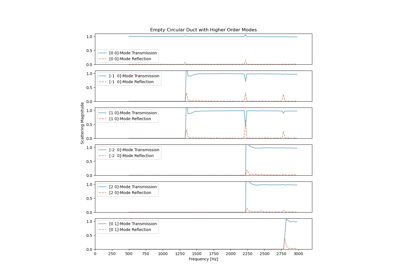 Empty Circular Duct with Higher Order Modes
Scattering Magnitude
1.0
0.5
0.0
[0 0]-Mode Transmission
[0 0]-Mode Reflection
1.0
0.5
0.0
[-1 0]-Mode Transmission
[-1 0]-Mode Reflection
1.0
0.5
0.0
[1 0]-Mode Transmission
[1 0]-Mode Reflection
1.0
0.5
0.0
[-2 0]-Mode Transmission
[-2 0]-Mode Reflection
1.0
0.5
0.0
[2 0]-Mode Transmission
[2 0]-Mode Reflection
1.0
0.5
0.0
[0 1]-Mode Transmission
[0 1]-Mode Reflection
0 250 500 750 1000 1250 1500 1750 2000 2250 2500 2750 3000
Frequency [Hz]